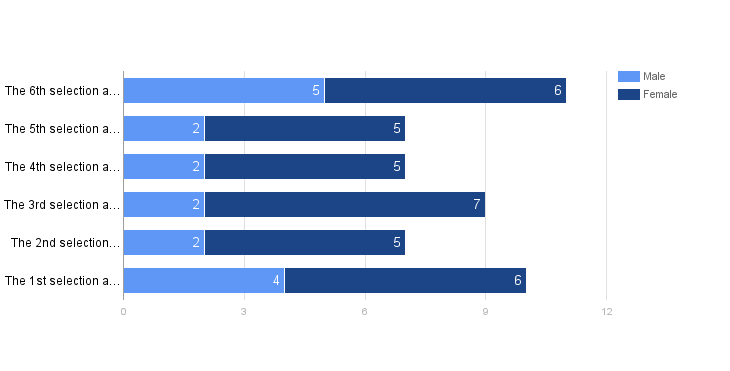 The 6th selection a... 5 6
Male
Female
The 5th selection a... 2 5
The 4th selection a... 2 5
The 3rd selection a... 2 7
The 2nd selection... 2 5
The 1st selection a... 4 6
0 3 6 9 12